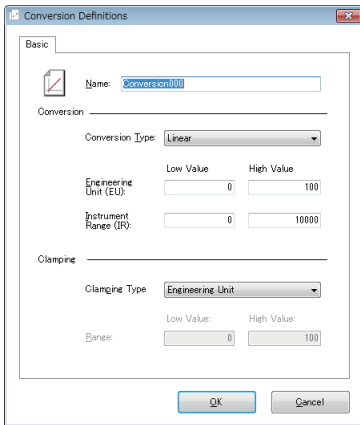 Conversion Definitions
Basic
Name: Conversion000
Conversion
Conversion Type: Linear
Low Value High Value
Engineering
Unit (EU): 0 100
Instrument
Range (IR): 0 10000
Clamping
Clamping Type Engineering Unit
Low Value: High Value:
Range: 0 100
OK Cancel